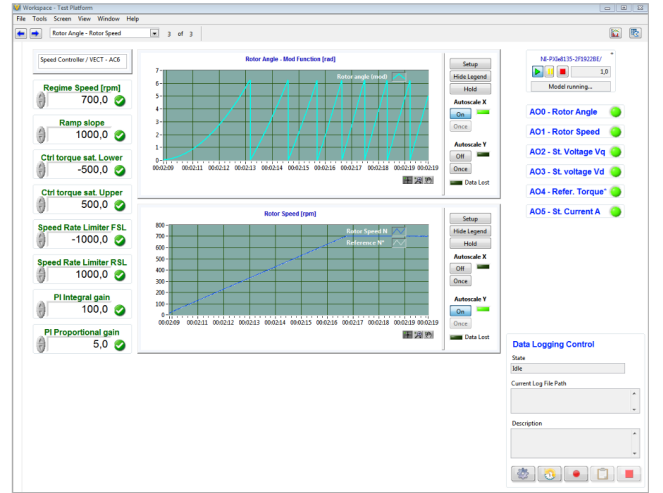 Workspace - Test Platform
File Tools Screen View Window Help
Rotor Angle - Rotor Speed 3 of 3
Speed Controller / VECT - AC6
Regime Speed [rpm]
700,0
Ramp slope
1000,0
Ctrl torque sat. Lower
-500,0
Ctrl torque sat. Upper
500,0
Speed Rate Limiter FSL
-1000,0
Speed Rate Limiter RSL
1000,0
PI Integral gain
100,0
PI Proportional gain
5,0
Rotor Angle - Mod Function [rad]
Rotor angle (mod)
7
6
5
4
3
2
1
0
00:02:09 00:02:11 00:02:12 00:02:13 00:02:14 00:02:15 00:02:16 00:02:17 00:02:18 00:02:19 00:02:19
Setup
Hide Legend
Hold
Autoscale X
On
Once
Autoscale Y
Off
Once
Data Lost
Rotor Speed [rpm]
Rotor Speed N
Reference N*
800
700
600
500
400
300
200
100
0
00:02:09 00:02:11 00:02:12 00:02:13 00:02:14 00:02:15 00:02:16 00:02:17 00:02:18 00:02:19 00:02:19
Setup
Hide Legend
Hold
Autoscale X
Off
Once
Autoscale Y
On
Once
Data Lost
NI-PXIe8135-2F1922BE/
1,0
Model running...
AO0 - Rotor Angle
AO1 - Rotor Speed
AO2 - St. Voltage Vq
AO3 - St. voltage Vd
AO4 - Refer. Torque*
AO5 - St. Current A
Data Logging Control
State
Idle
Current Log File Path
Description